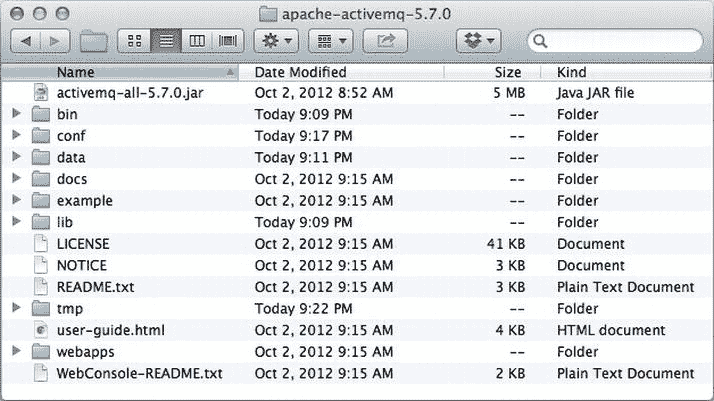 apache-activemq-5.7.0
Name Date Modified Size Kind
activemq-all-5.7.0.jar Oct 2, 2012 8:52 AM 5 MB Java JAR file
bin Today 9:09 PM -- Folder
conf Today 9:17 PM -- Folder
data Today 9:11 PM -- Folder
docs Oct 2, 2012 9:15 AM -- Folder
example Oct 2, 2012 9:15 AM -- Folder
lib Today 9:09 PM -- Folder
LICENSE Oct 2, 2012 9:15 AM 41 KB Document
NOTICE Oct 2, 2012 9:15 AM 3 KB Document
README.txt Oct 2, 2012 9:15 AM 3 KB Plain Text Document
tmp Today 9:22 PM -- Folder
user-guide.html Oct 2, 2012 9:15 AM 4 KB HTML document
webapps Oct 2, 2012 9:15 AM -- Folder
WebConsole-README.txt Oct 2, 2012 9:15 AM 2 KB Plain Text Document